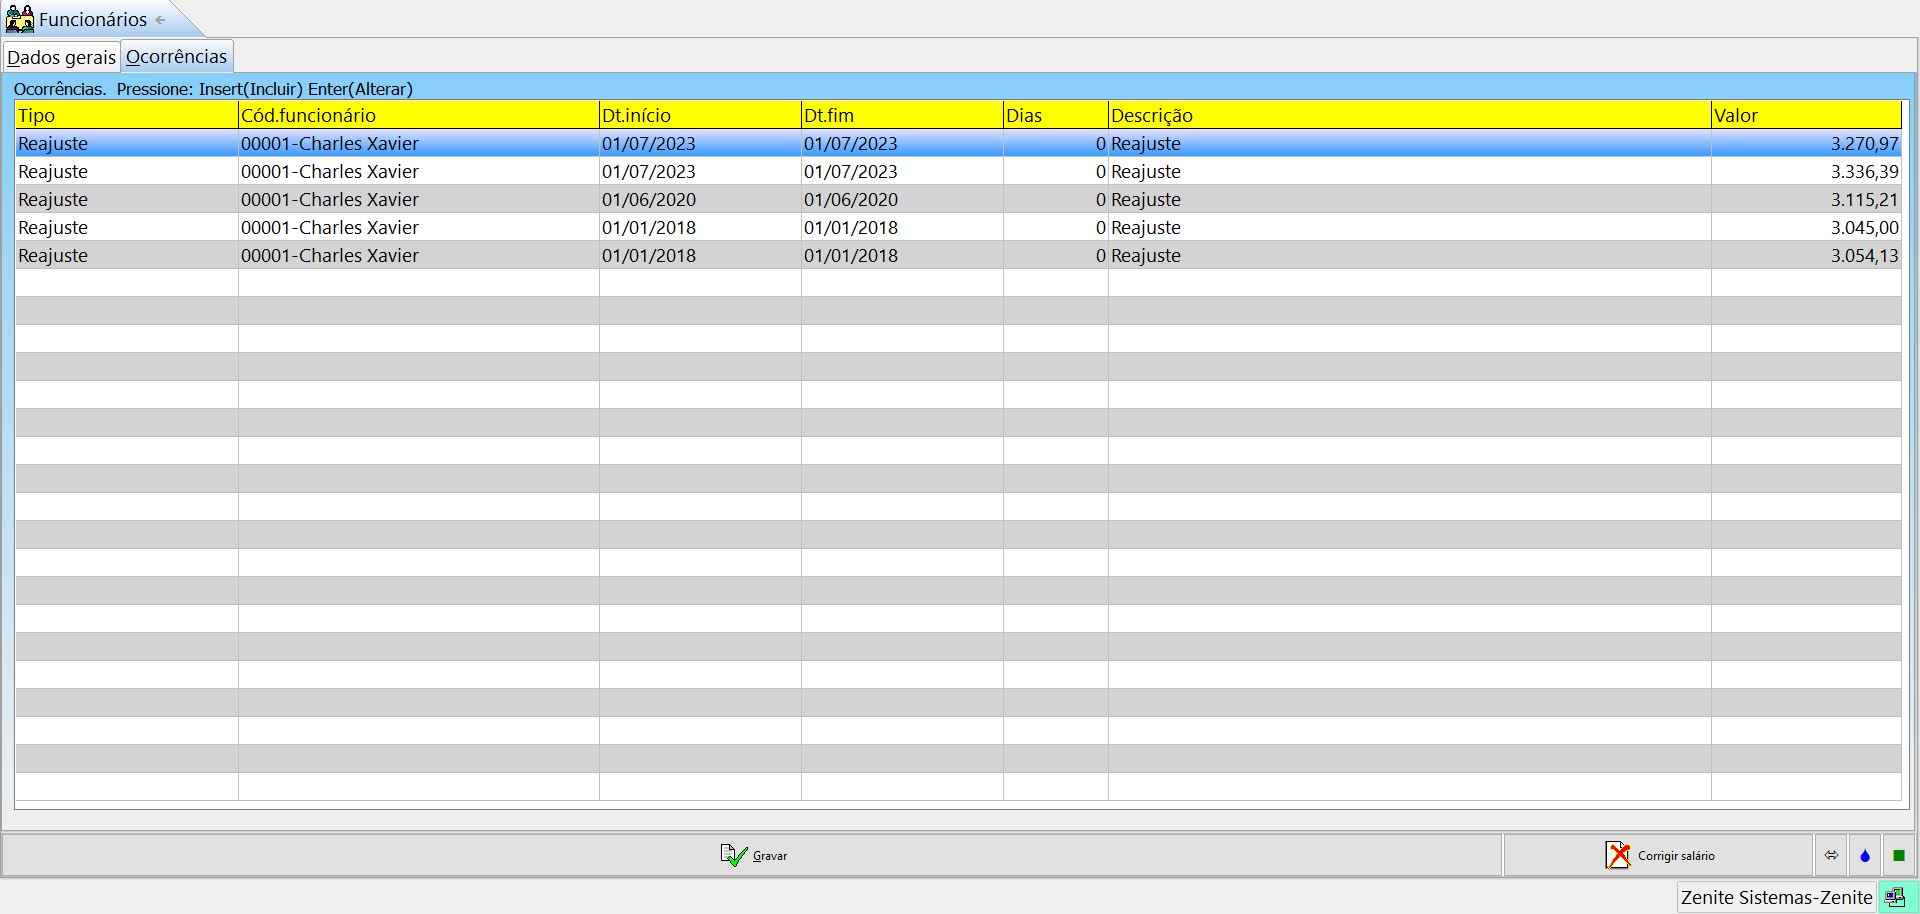 Funcionários
Dados gerais Ocorrências
Ocorrências. Pressione: Insert(Incluir) Enter(Alterar)
Tipo Cód.funcionário Dt.início Dt.fim Dias Descrição Valor
Reajuste 00001-Charles Xavier 01/07/2023 01/07/2023 0 Reajuste 3.270,97
Reajuste 00001-Charles Xavier 01/07/2023 01/07/2023 0 Reajuste 3.336,39
Reajuste 00001-Charles Xavier 01/06/2020 01/06/2020 0 Reajuste 3.115,21
Reajuste 00001-Charles Xavier 01/01/2018 01/01/2018 0 Reajuste 3.045,00
Reajuste 00001-Charles Xavier 01/01/2018 01/01/2018 0 Reajuste 3.054,13
Gravar Corrigir salário
Zenite Sistemas-Zenite